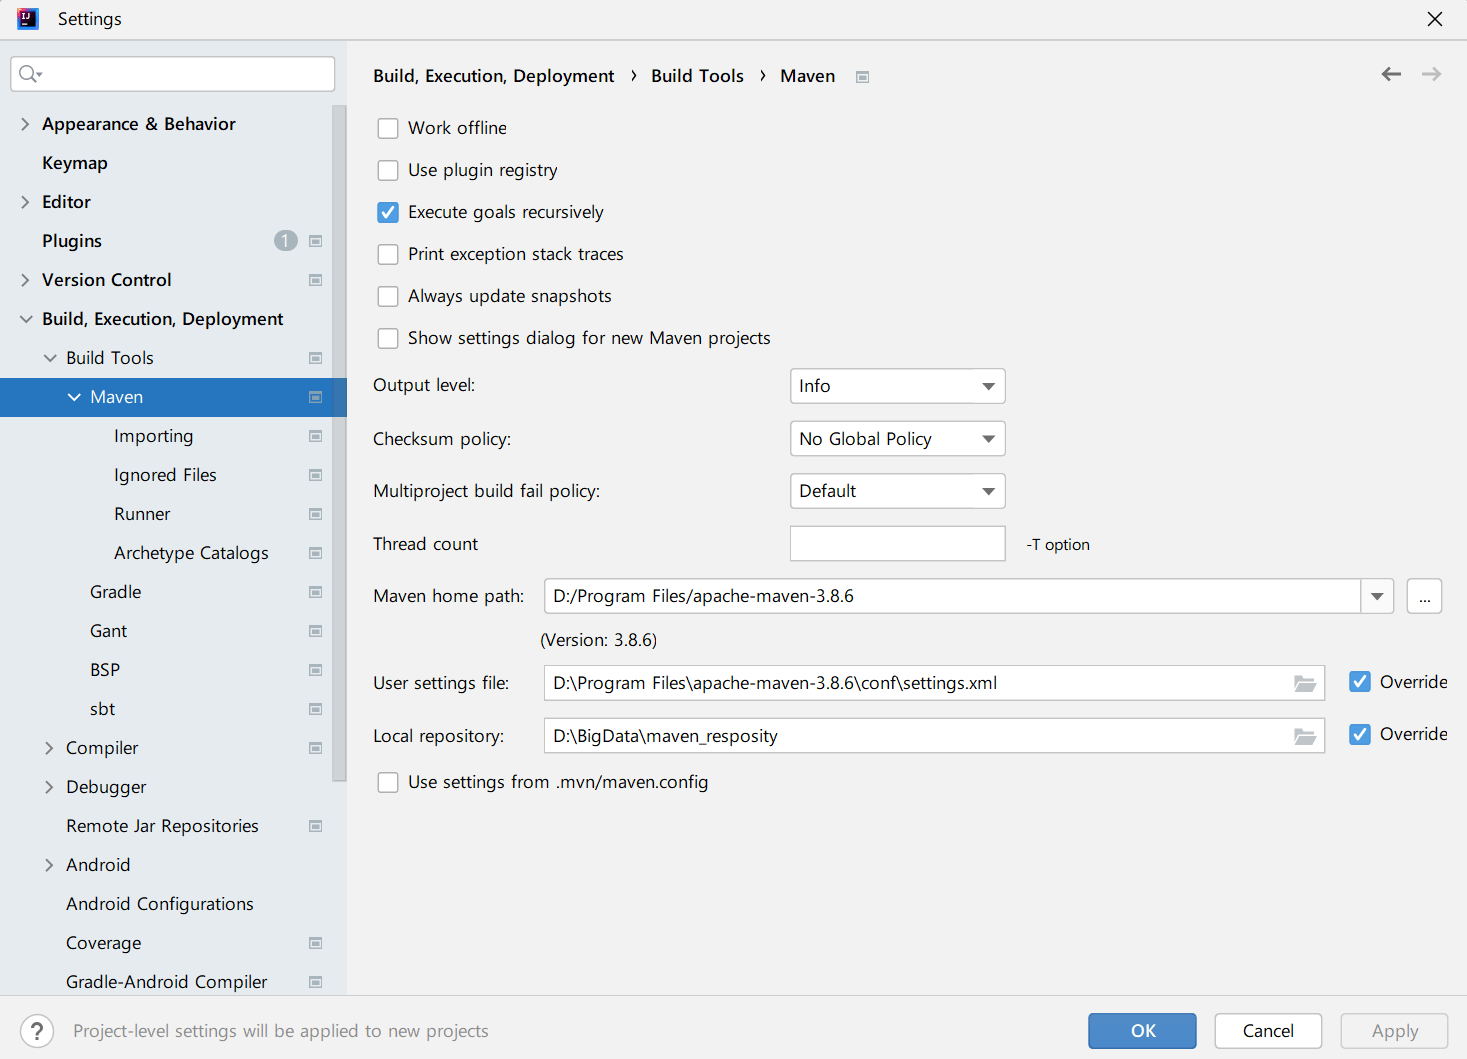 Settings
Appearance & Behavior
Keymap
Editor
Plugins 1
Version Control
Build, Execution, Deployment
Build Tools
Maven
Importing
Ignored Files
Runner
Archetype Catalogs
Gradle
Gant
BSP
sbt
Compiler
Debugger
Remote Jar Repositories
Android
Android Configurations
Coverage
Gradle-Android Compiler
Build, Execution, Deployment › Build Tools › Maven
Work offline
Use plugin registry
Execute goals recursively
Print exception stack traces
Always update snapshots
Show settings dialog for new Maven projects
Output level: Info
Checksum policy: No Global Policy
Multiproject build fail policy: Default
Thread count -T option
Maven home path: D:/Program Files/apache-maven-3.8.6 ...
(Version: 3.8.6)
User settings file: D:\Program Files\apache-maven-3.8.6\conf\settings.xml Override
Local repository: D:\BigData\maven_resposity Override
Use settings from .mvn/maven.config
? Project-level settings will be applied to new projects
OK Cancel Apply